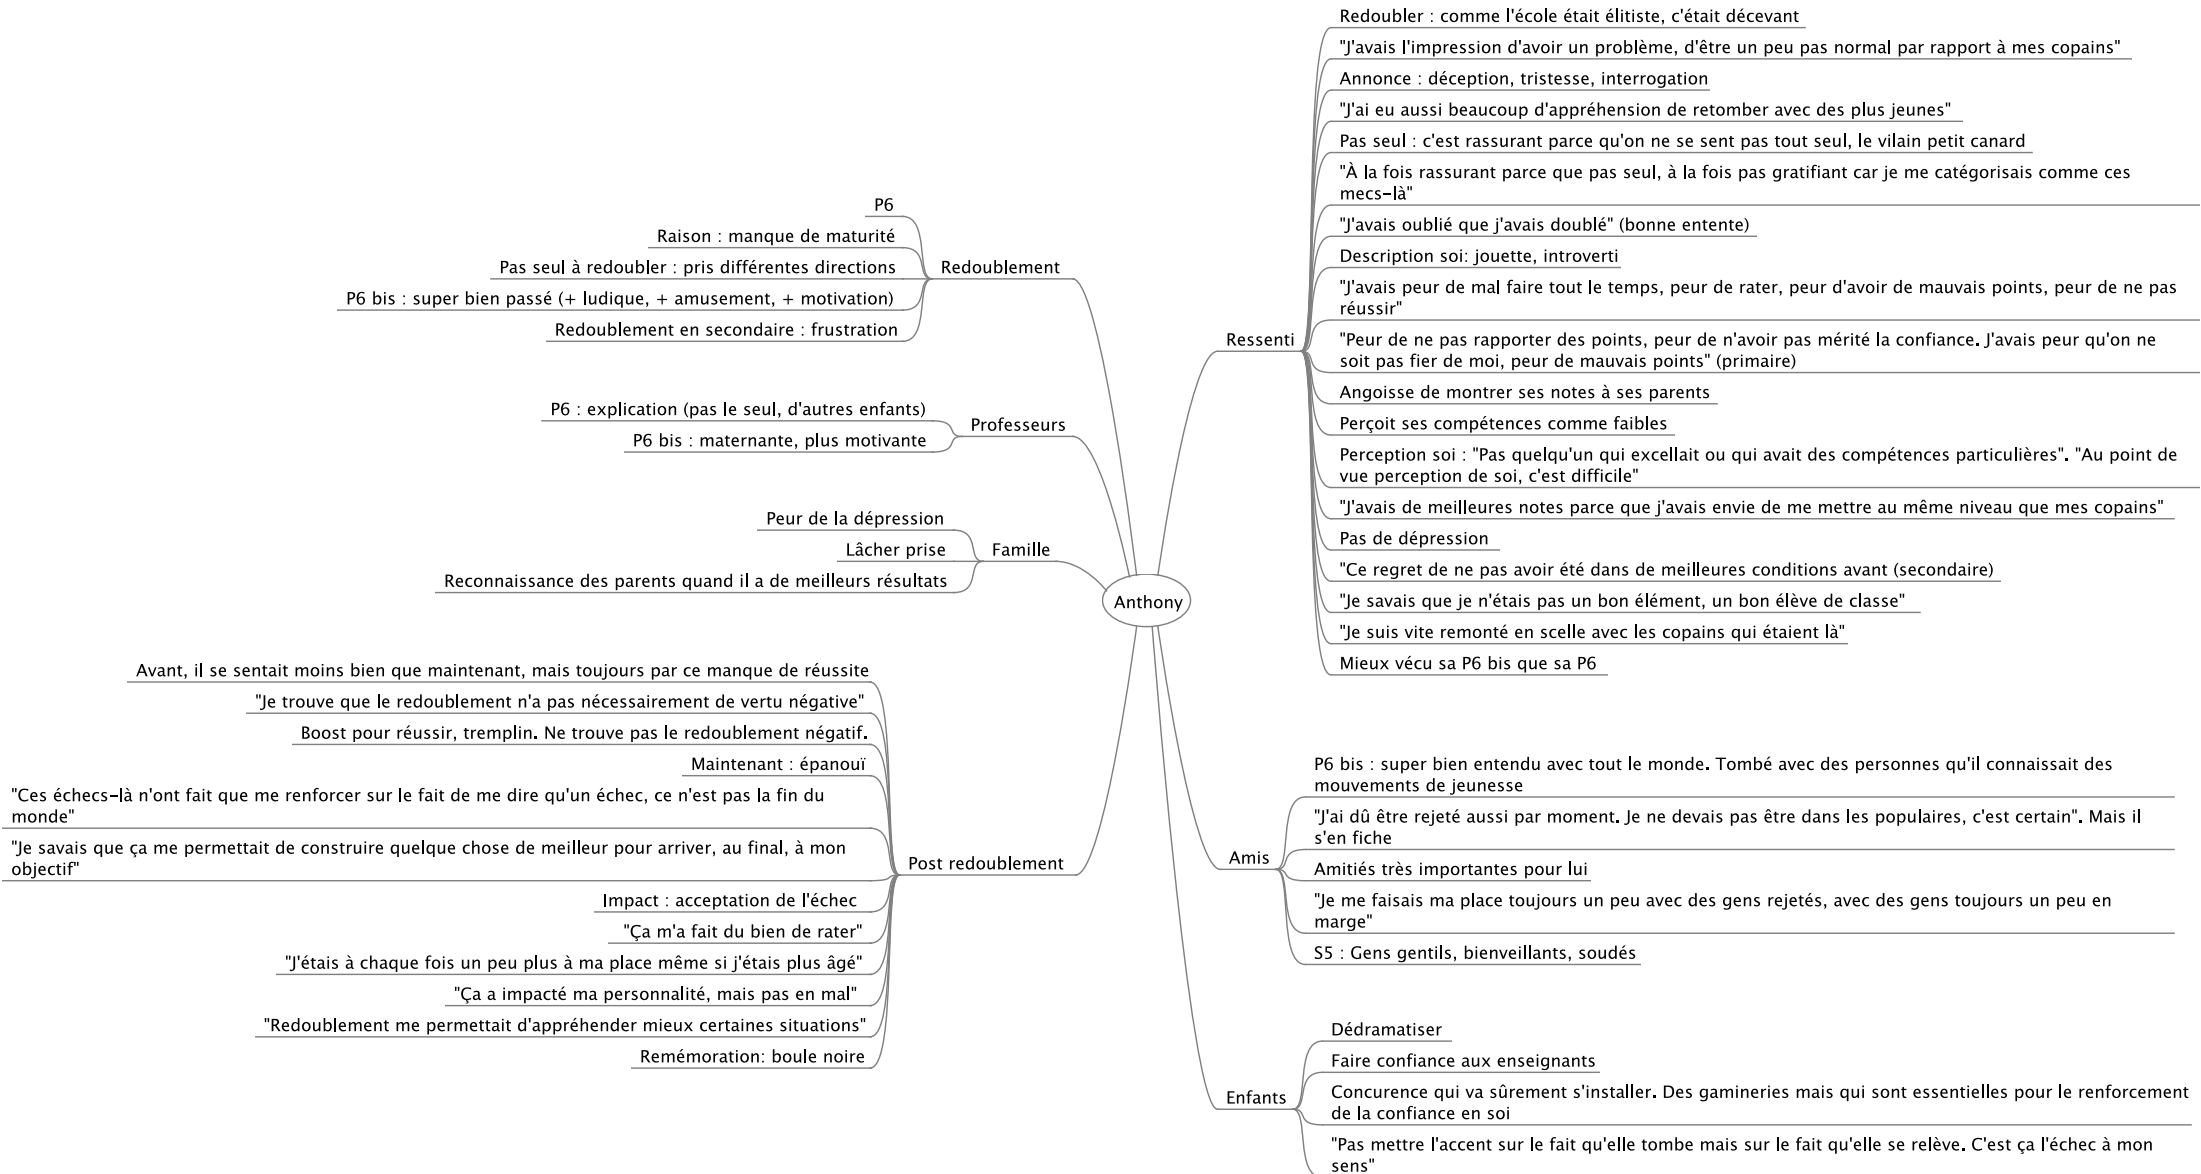 Redoubler : comme l'école était élitiste, c'était décevant
"J'avais l'impression d'avoir un problème, d'être un peu pas normal par rapport à mes copains"
Annonce : déception, tristesse, interrogation
"J'ai eu aussi beaucoup d'appréhension de retomber avec des plus jeunes"
Pas seul : c'est rassurant parce qu'on ne se sent pas tout seul, le vilain petit canard
"À la fois rassurant parce que pas seul, à la fois pas gratifiant car je me catégorisais comme ces
mecs-là"
"J'avais oublié que j'avais doublé" (bonne entente)
Description soi: jouette, introverti
"J'avais peur de mal faire tout le temps, peur de rater, peur d'avoir de mauvais points, peur de ne pas
réussir"
Ressenti
"Peur de ne pas rapporter des points, peur de n'avoir pas mérité la confiance. J'avais peur qu'on ne
soit pas fier de moi, peur de mauvais points" (primaire)
Angoisse de montrer ses notes à ses parents
Perçoit ses compétences comme faibles
Perception soi : "Pas quelqu'un qui excellait ou qui avait des compétences particulières". "Au point de
vue perception de soi, c'est difficile"
"J'avais de meilleures notes parce que j'avais envie de me mettre au même niveau que mes copains"
Pas de dépression
"Ce regret de ne pas avoir été dans de meilleures conditions avant (secondaire)
"Je savais que je n'étais pas un bon élément, un bon élève de classe"
"Je suis vite remonté en scelle avec les copains qui étaient là"
Mieux vécu sa P6 bis que sa P6
P6
Raison : manque de maturité
Pas seul à redoubler : pris différentes directions
Redoublement
P6 bis : super bien passé (+ ludique, + amusement, + motivation)
Redoublement en secondaire : frustration
P6 : explication (pas le seul, d'autres enfants)
Professeurs
P6 bis : maternante, plus motivante
Peur de la dépression
Lâcher prise
Famille
Reconnaissance des parents quand il a de meilleurs résultats
Anthony
Avant, il se sentait moins bien que maintenant, mais toujours par ce manque de réussite
"Je trouve que le redoublement n'a pas nécessairement de vertu négative"
Boost pour réussir, tremplin. Ne trouve pas le redoublement négatif.
Maintenant : épanouï
"Ces échecs-là n'ont fait que me renforcer sur le fait de me dire qu'un échec, ce n'est pas la fin du
monde"
"Je savais que ça me permettait de construire quelque chose de meilleur pour arriver, au final, à mon
objectif"
Post redoublement
Impact : acceptation de l'échec
"Ça m'a fait du bien de rater"
"J'étais à chaque fois un peu plus à ma place même si j'étais plus âgé"
"Ça a impacté ma personnalité, mais pas en mal"
"Redoublement me permettait d'appréhender mieux certaines situations"
Remémoration: boule noire
P6 bis : super bien entendu avec tout le monde. Tombé avec des personnes qu'il connaissait des
mouvements de jeunesse
"J'ai dû être rejeté aussi par moment. Je ne devais pas être dans les populaires, c'est certain". Mais il
s'en fiche
Amis
Amitiés très importantes pour lui
"Je me faisais ma place toujours un peu avec des gens rejetés, avec des gens toujours un peu en
marge"
S5 : Gens gentils, bienveillants, soudés
Dédramatiser
Faire confiance aux enseignants
Enfants
Concurence qui va sûrement s'installer. Des gamineries mais qui sont essentielles pour le renforcement
de la confiance en soi
"Pas mettre l'accent sur le fait qu'elle tombe mais sur le fait qu'elle se relève. C'est ça l'échec à mon
sens"